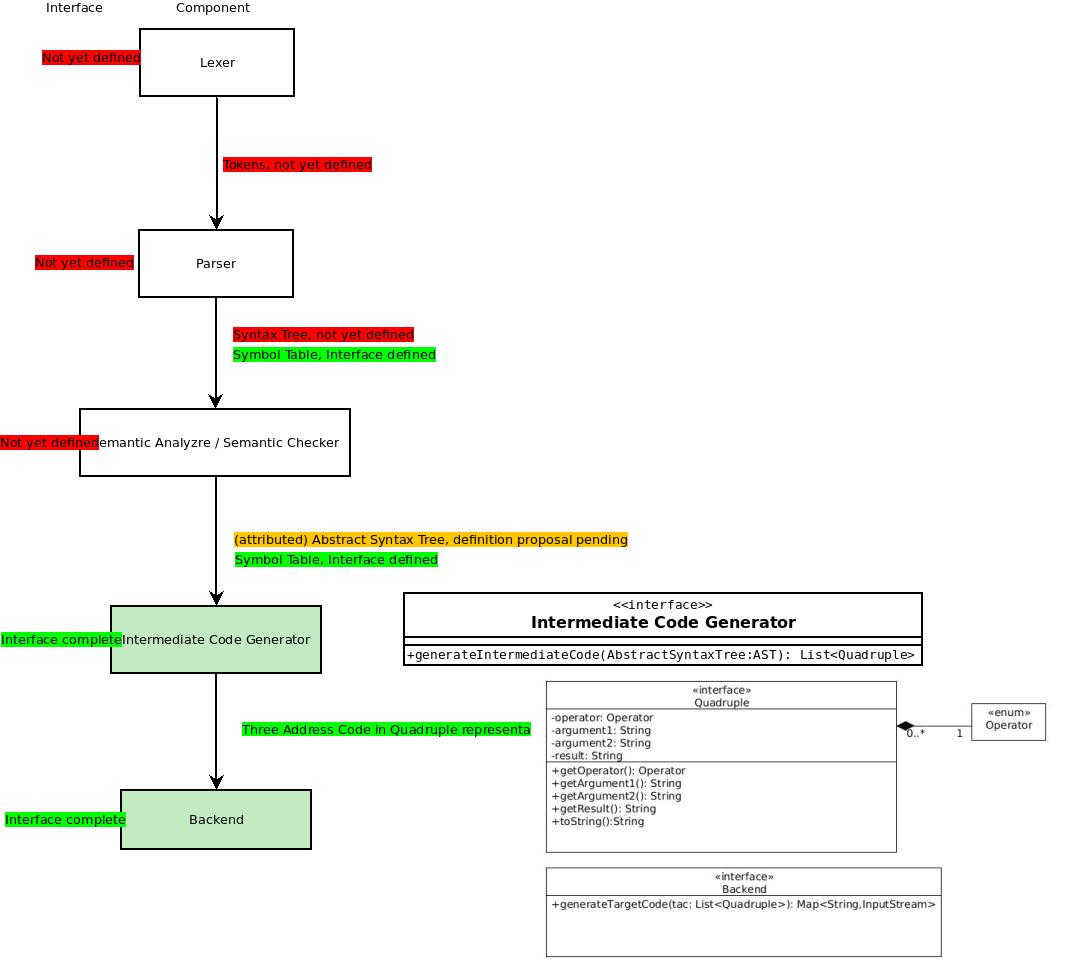 Interface
Component
Not yet defined
Lexer
Tokens, not yet defined
Not yet defined
Parser
Syntax Tree, not yet defined
Symbol Table, Interface defined
Not yet defined
emantic Analyzre / Semantic Checker
(attributed) Abstract Syntax Tree, definition proposal pending
Symbol Table, Interface defined
Interface complete
Intermediate Code Generator
<<interface>>
Intermediate Code Generator
+generateIntermediateCode(AbstractSyntaxTree:AST): List<Quadruple>
Three Address Code in Quadruple representa
«interface»
Quadruple
-operator: Operator
-argument1: String
-argument2: String
-result: String
+getOperator(): Operator
+getArgument1(): String
+getArgument2(): String
+getResult(): String
+toString():String
0..*
1
«enum»
Operator
Interface complete
Backend
«interface»
Backend
+generateTargetCode(tac: List<Quadruple>): Map<String,InputStream>